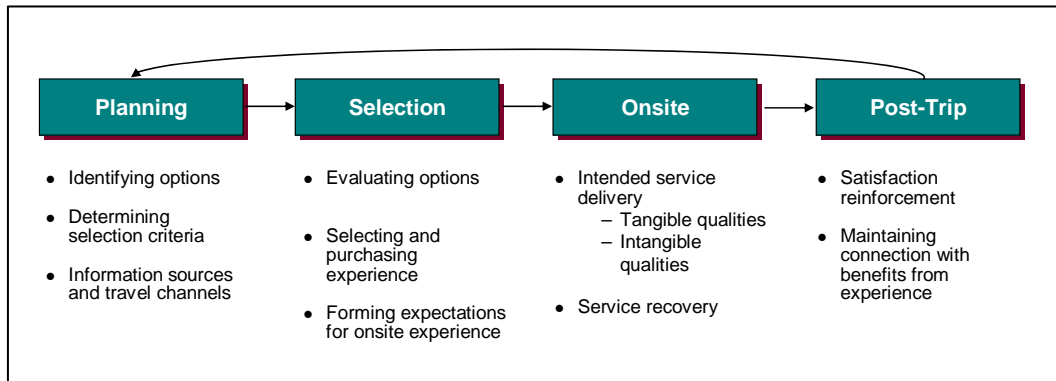 Planning
Selection
Onsite
Post-Trip
● Identifying options
● Determining
selection criteria
● Information sources
and travel channels
● Evaluating options
● Selecting and
purchasing
experience
● Forming expectations
for onsite experience
● Intended service
delivery
– Tangible qualities
– Intangible
qualities
● Service recovery
● Satisfaction
reinforcement
● Maintaining
connection with
benefits from
experience